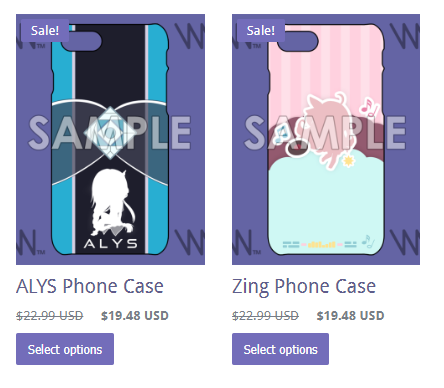 Sale!
SAMPLE
ALYS
ALYS Phone Case
$22.99 USD $19.48 USD
Select options
Sale!
SAMPLE
Zing Phone Case
$22.99 USD $19.48 USD
Select options